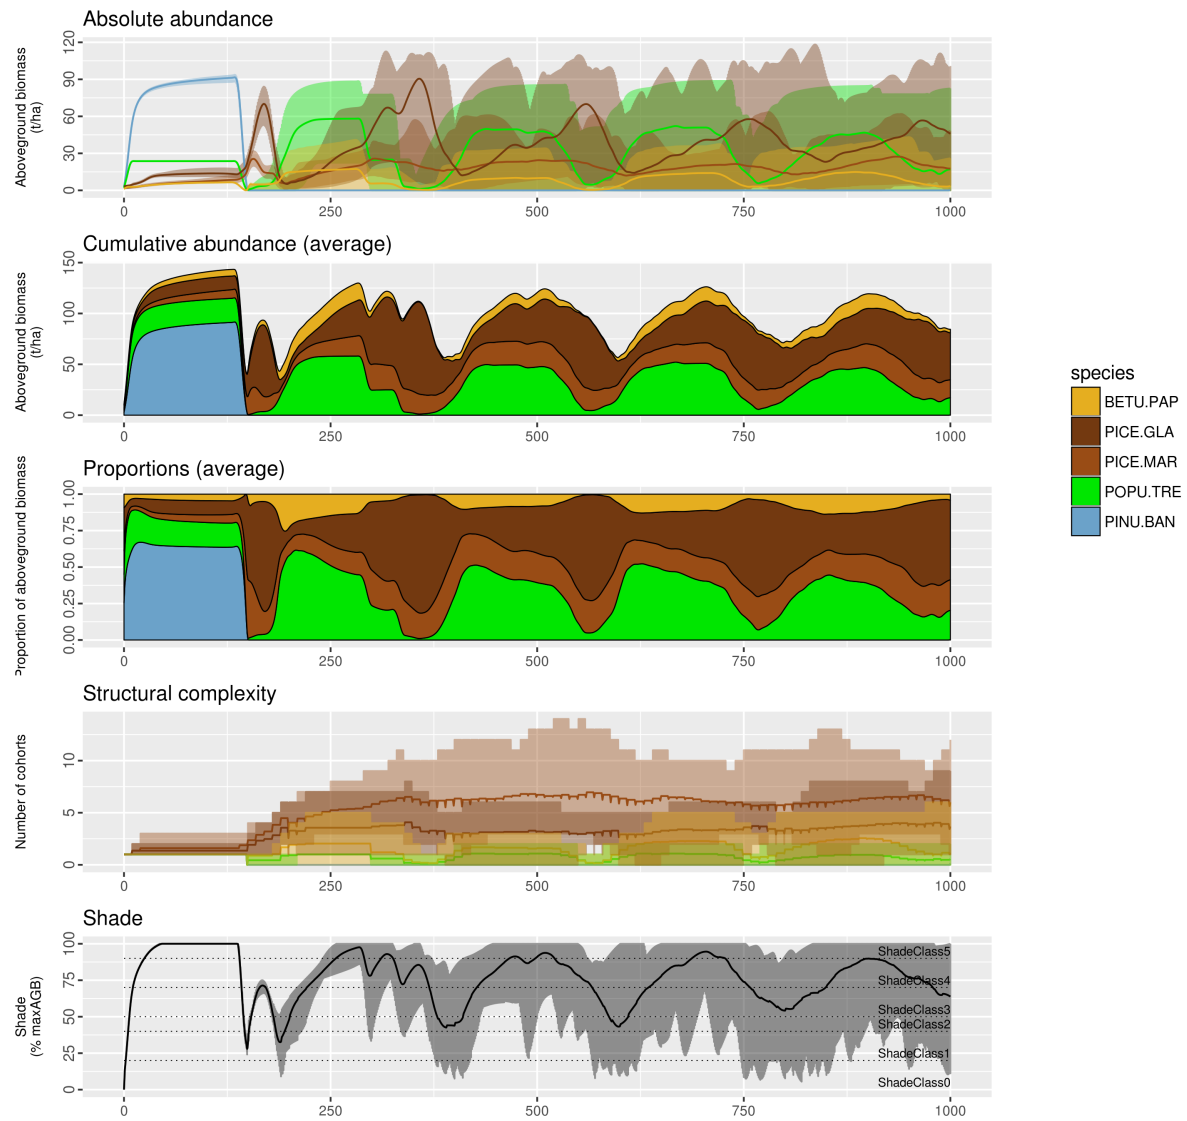 Absolute abundance
Aboveground biomass
(t/ha)
120
90
60
30
0
0 250 500 750 1000
Cumulative abundance (average)
Aboveground biomass
(t/ha)
150
100
50
0
0 250 500 750 1000
Proportions (average)
Proportion of aboveground biomass
1.00
0.75
0.50
0.25
0.00
0 250 500 750 1000
species
BETU.PAP
PICE.GLA
PICE.MAR
POPU.TRE
PINU.BAN
Structural complexity
Number of cohorts
10
5
0
0 250 500 750 1000
Shade
Shade
(% maxAGB)
100
75
50
25
0
ShadeClass5
ShadeClass4
ShadeClass3
ShadeClass2
ShadeClass1
ShadeClass0
0 250 500 750 1000